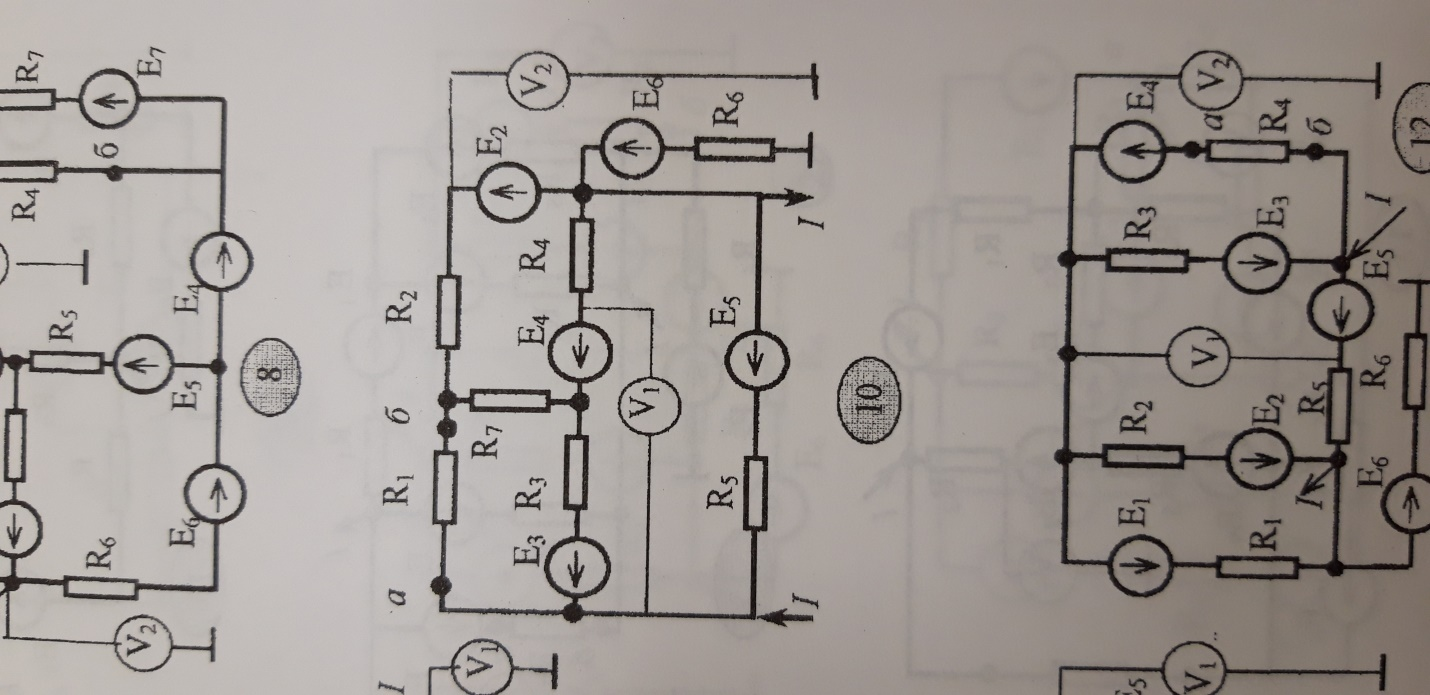 R₇
E₇
R₄
б
R₅
E₄
E₅
R₆
E₆
V₂
8
V₂
E₂
E₆
R₆
R₂
R₄
I
E₄
E₅
б
R₇
V₁
R₁
R₃
R₅
E₃
а
I
10
I
V₁
E₄
V₂
а
R₄
б
R₃
E₃
I
E₅
V₁
R₂
E₂
R₅
R₆
E₁
I
E₆
R₁
12
E₅
V₁